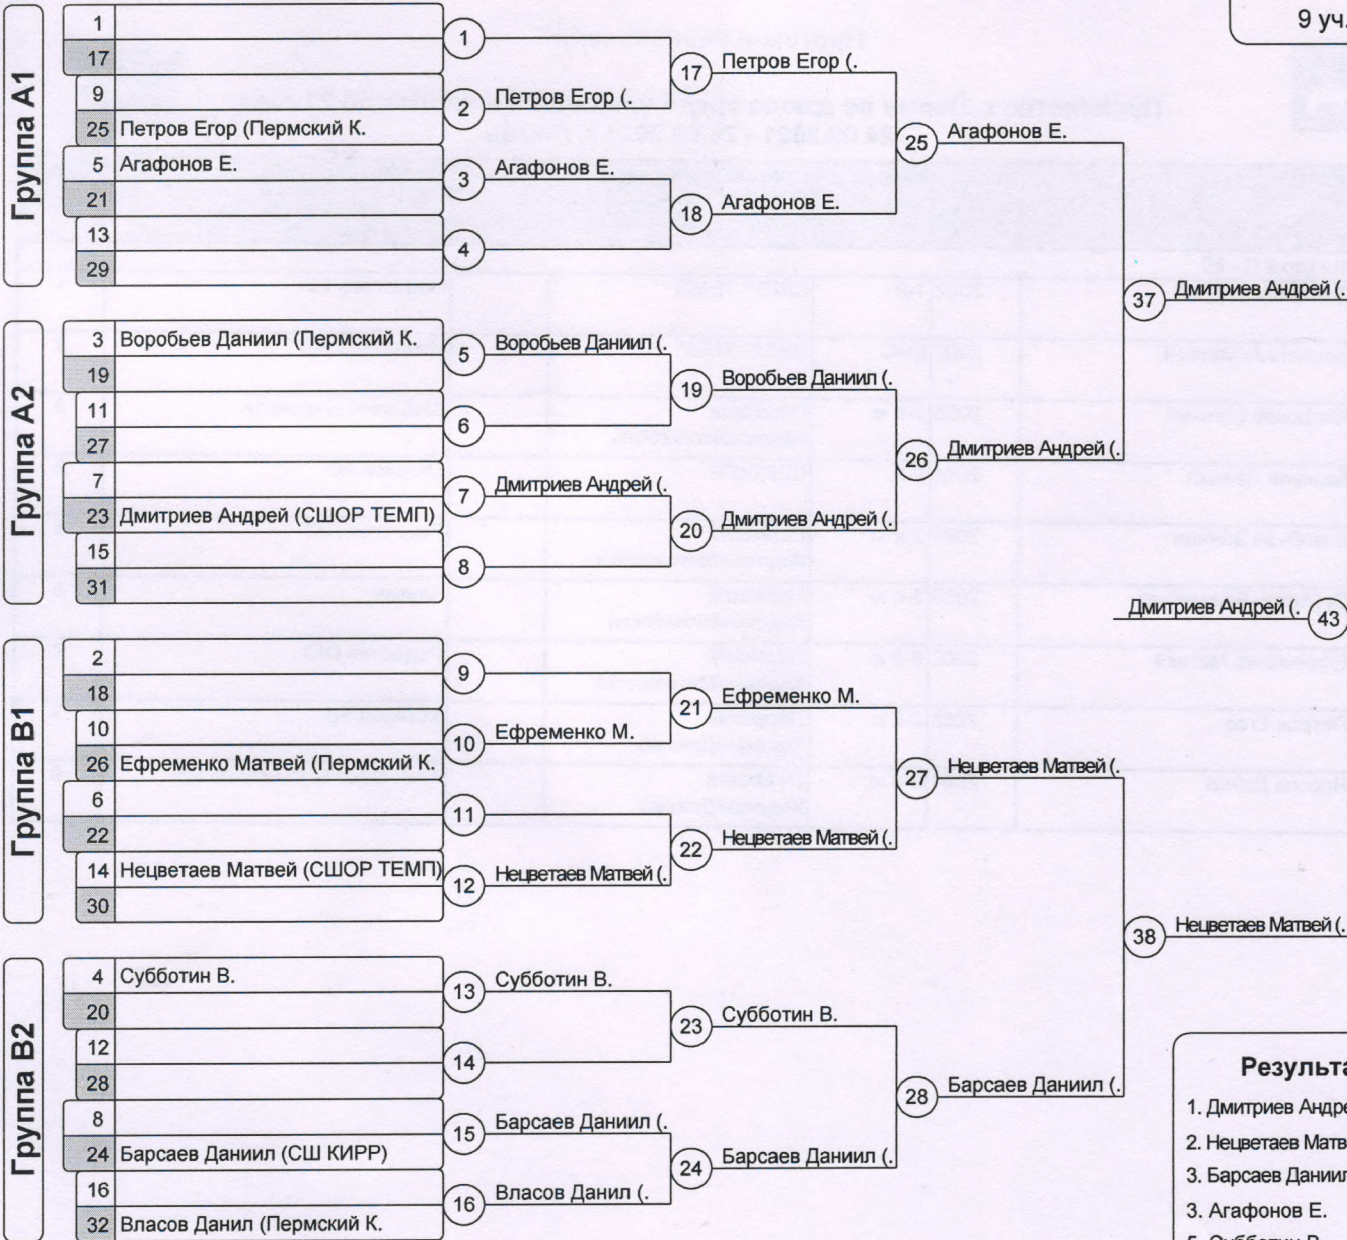 9 уч.
Группа A1
1
17
9
25 Петров Егор (Пермский К.
5 Агафонов Е.
21
13
29
1
2 Петров Егор (.
3 Агафонов Е.
4
17 Петров Егор (.
18 Агафонов Е.
25 Агафонов Е.
Группа A2
3 Воробьев Даниил (Пермский К.
19
11
27
7
23 Дмитриев Андрей (СШОР ТЕМП)
15
31
5 Воробьев Даниил (.
6
7 Дмитриев Андрей (.
8
19 Воробьев Даниил (.
20 Дмитриев Андрей (.
26 Дмитриев Андрей (.
37 Дмитриев Андрей (.
Дмитриев Андрей (. 43
Группа B1
2
18
10
26 Ефременко Матвей (Пермский К.
6
22
14 Нецветаев Матвей (СШОР ТЕМП)
30
9
10 Ефременко М.
11
12 Нецветаев Матвей (.
21 Ефременко М.
22 Нецветаев Матвей (.
27 Нецветаев Матвей (.
Группа B2
4 Субботин В.
20
12
28
8
24 Барсаев Даниил (СШ КИРР)
16
32 Власов Данил (Пермский К.
13 Субботин В.
14
15 Барсаев Даниил (.
16 Власов Данил (.
23 Субботин В.
24 Барсаев Даниил (.
28 Барсаев Даниил (.
38 Нецветаев Матвей (.
Результа
1. Дмитриев Андре
2. Нецветаев Матв
3. Барсаев Даниил
3. Агафонов Е.
5. Субботин В.